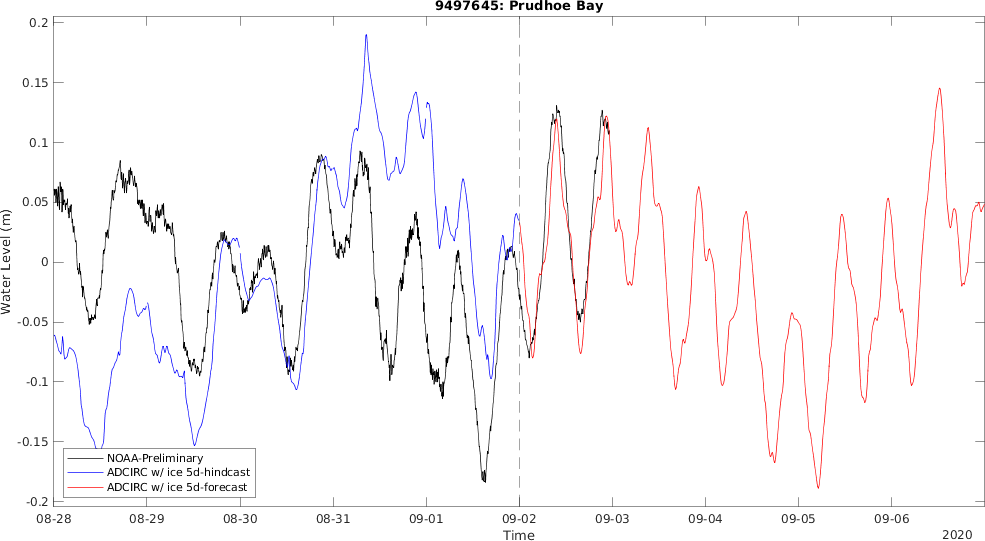 9497645: Prudhoe Bay
0.2
0.15
0.1
0.05
0
-0.05
-0.1
-0.15
-0.2
Water Level (m)
NOAA-Preliminary
ADCIRC w/ ice 5d-hindcast
ADCIRC w/ ice 5d-forecast
08-28 08-29 08-30 08-31 09-01 09-02 09-03 09-04 09-05 09-06
Time
2020